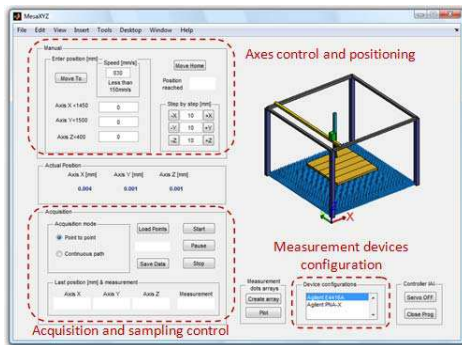 MesaXYZ
File Edit View Insert Tools Desktop Window Help
Manual
Enter position [mm]
Speed [mm/s]
Move To
Less than
150mm/s
Axis X <1450 0
Axis Y<1500 0
Axis Z<400 0
Move Home
Position
reached
Step by step [mm]
-X 10 +X
-Y 10 +Y
-Z 10 +Z
Axes control and positioning
X
Actual Position
Axis X [mm] Axis Y [mm] Axis Z [mm]
0.004 0.001 0.001
Acquisition
Acquisition mode
Point to point
Continuous path
Load Points
Save Data
Start
Pause
Stop
Last position [mm] & measurement
Axis X Axis Y Axis Z Measurement
Acquisition and sampling control
Measurement devices
configuration
Measurement
dots arrays
Create array
Plot
Device configurations
Agilent E4416A
Agilent PNA-X
Controller IAI
Servo OFF
Close Prog